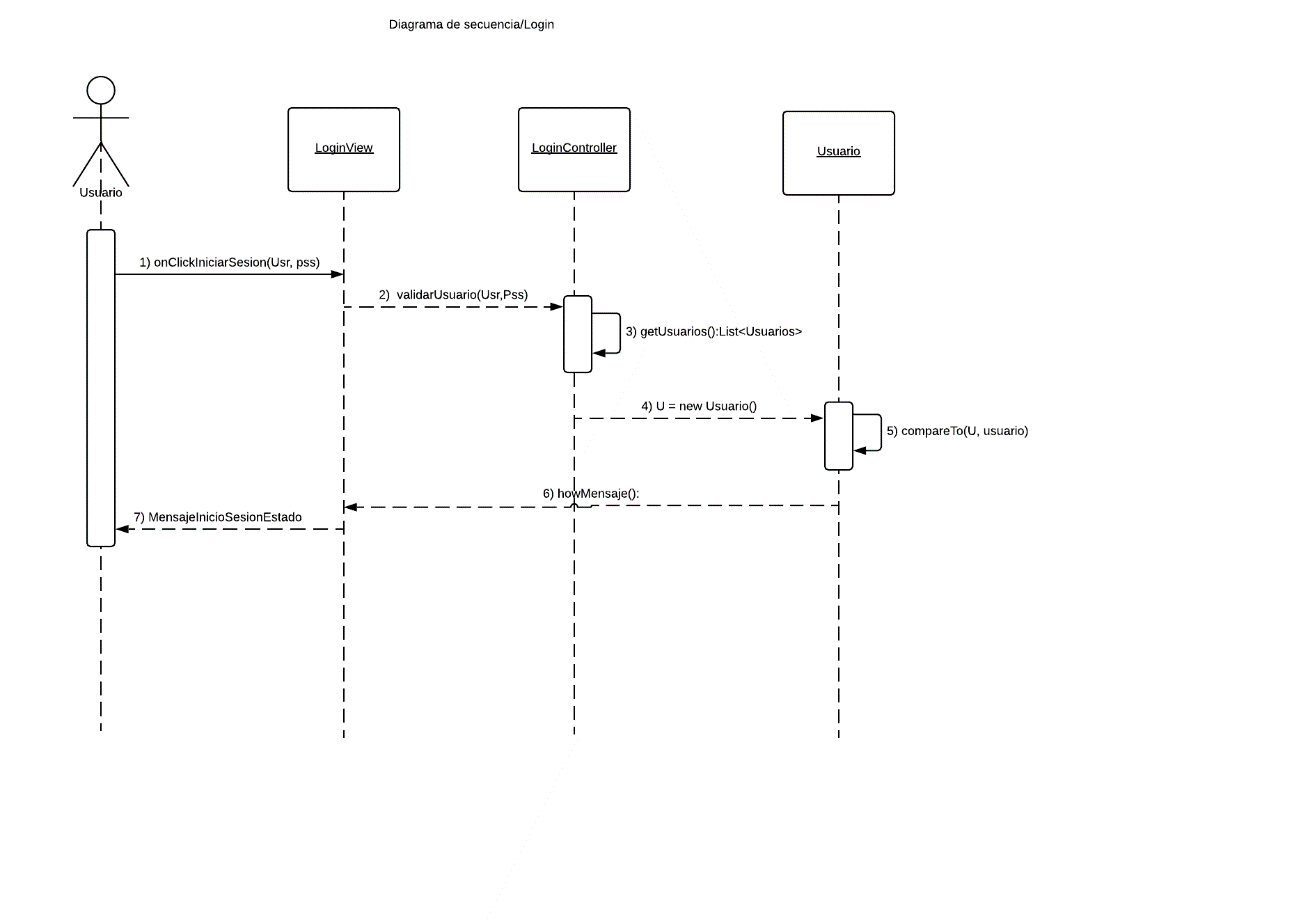 Diagrama de secuencia/Login
Usuario
LoginView
LoginController
Usuario
1) onClickIniciarSesion(Usr, pss)
2) validarUsuario(Usr,Pss)
3) getUsuarios():List<Usuarios>
4) U = new Usuario()
5) compareTo(U, usuario)
6) howMensaje():
7) MensajeInicioSesionEstado